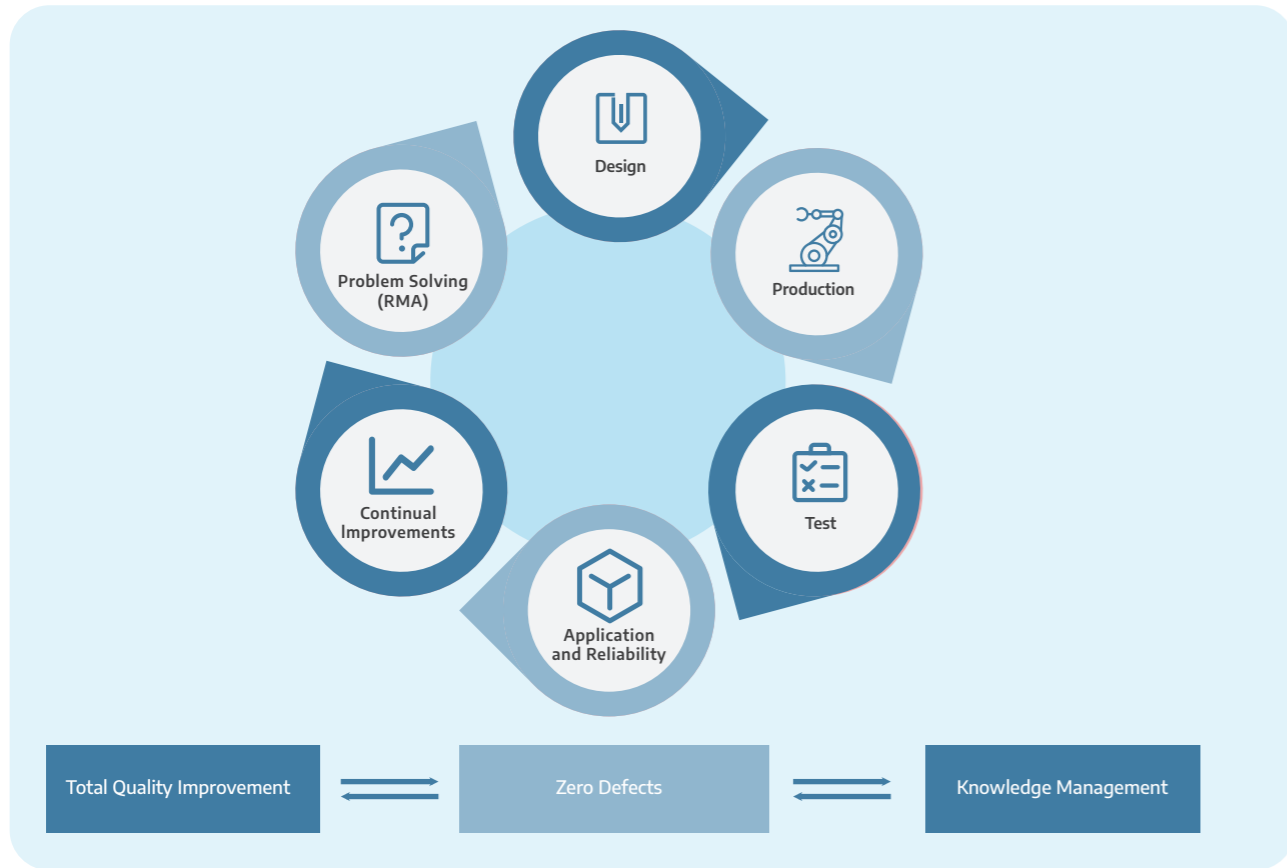 Design
Production
Test
Application
and Reliability
Continual
Improvements
Problem Solving
(RMA)
Total Quality Improvement
Zero Defects
Knowledge Management